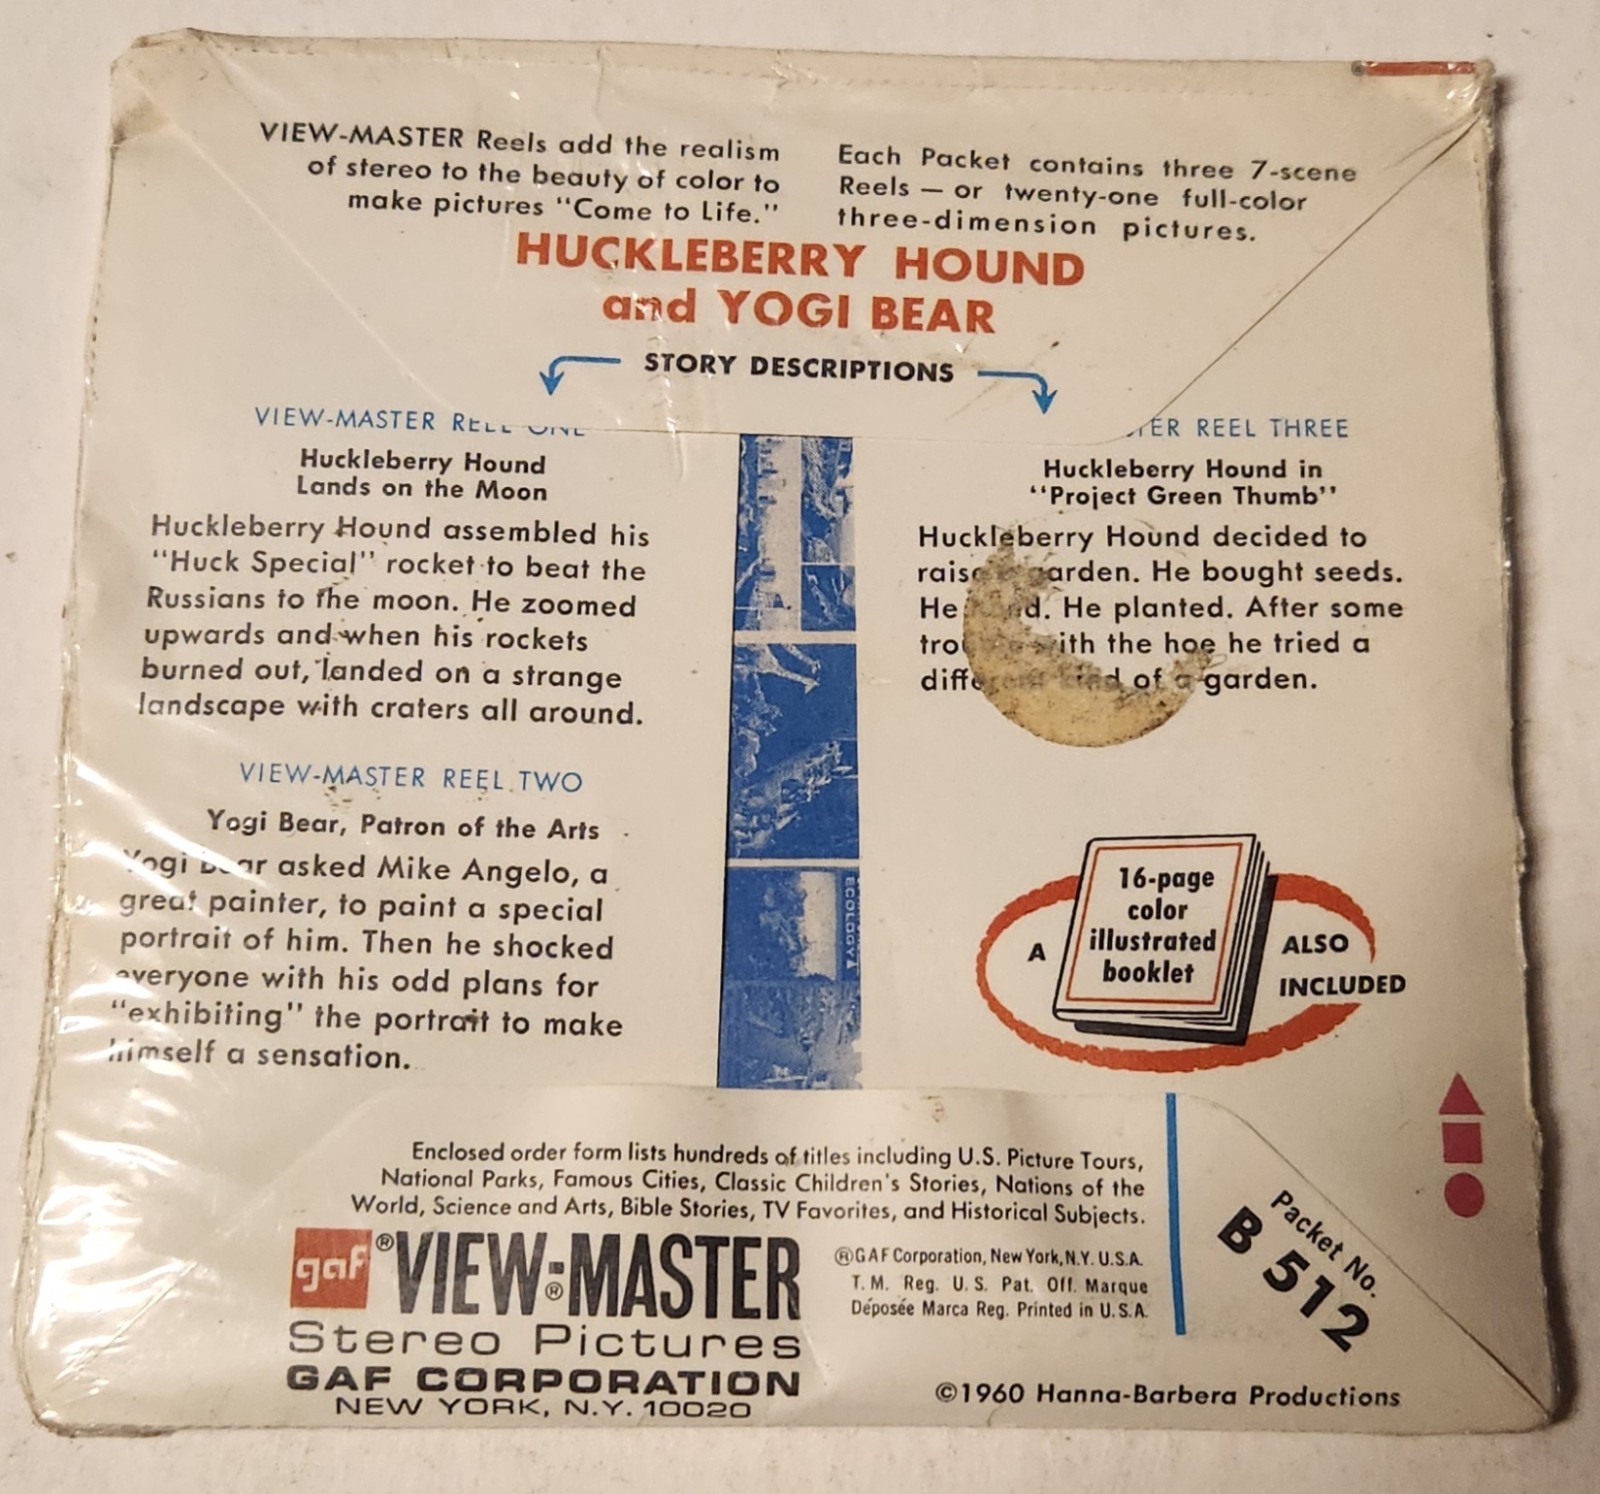 VIEW-MASTER Reels add the realism
of stereo to the beauty of color to
make pictures "Come to Life."
Each Packet contains three 7-scene
Reels — or twenty-one full-color
three-dimension pictures.
HUCKLEBERRY HOUND
and YOGI BEAR
STORY DESCRIPTIONS
VIEW-MASTER REEL ONE
Huckleberry Hound
Lands on the Moon
Huckleberry Hound assembled his
"Huck Special" rocket to beat the
Russians to the moon. He zoomed
upwards and when his rockets
burned out, landed on a strange
landscape with craters all around.
VIEW-MASTER REEL TWO
Yogi Bear, Patron of the Arts
Yogi Bear asked Mike Angelo, a
great painter, to paint a special
portrait of him. Then he shocked
everyone with his odd plans for
"exhibiting" the portrait to make
himself a sensation.
REEL THREE
Huckleberry Hound in
"Project Green Thumb"
Huckleberry Hound decided to
raise garden. He bought seeds.
He . He planted. After some
with the hoe he tried a
different kind of a garden.
A
16-page
color
illustrated
booklet
ALSO
INCLUDED
ECOLOGY
Enclosed order form lists hundreds of titles including U.S. Picture Tours,
National Parks, Famous Cities, Classic Children's Stories, Nations of the
World, Science and Arts, Bible Stories, TV Favorites, and Historical Subjects.
gaf® VIEW-MASTER®
Stereo Pictures
GAF CORPORATION
NEW YORK, N.Y. 10020
®GAF Corporation, New York, N.Y. U.S.A.
T.M. Reg. U.S. Pat. Off. Marque
Déposée Marca Reg. Printed in U.S.A.
Packet No.
B 512
©1960 Hanna-Barbera Productions